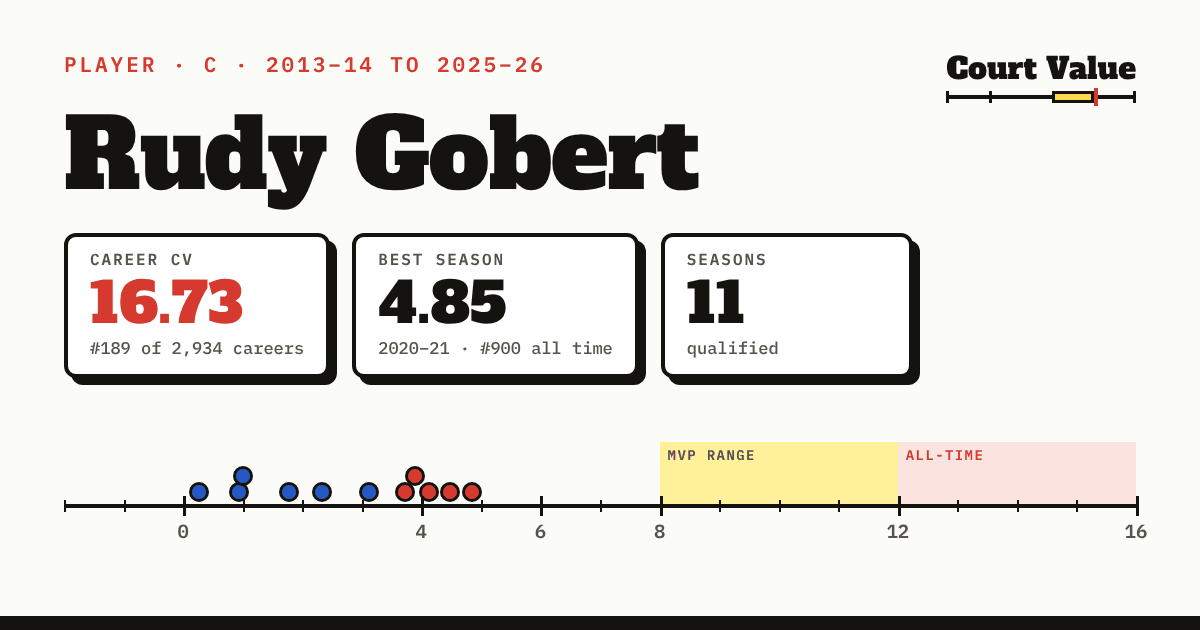 PLAYER · C · 2013–14 TO 2025–26
Court Value
Rudy Gobert
CAREER CV
16.73
#189 of 2,934 careers
BEST SEASON
4.85
2020–21 · #900 all time
SEASONS
11
qualified
MVP RANGE
ALL-TIME
0 4 6 8 12 16